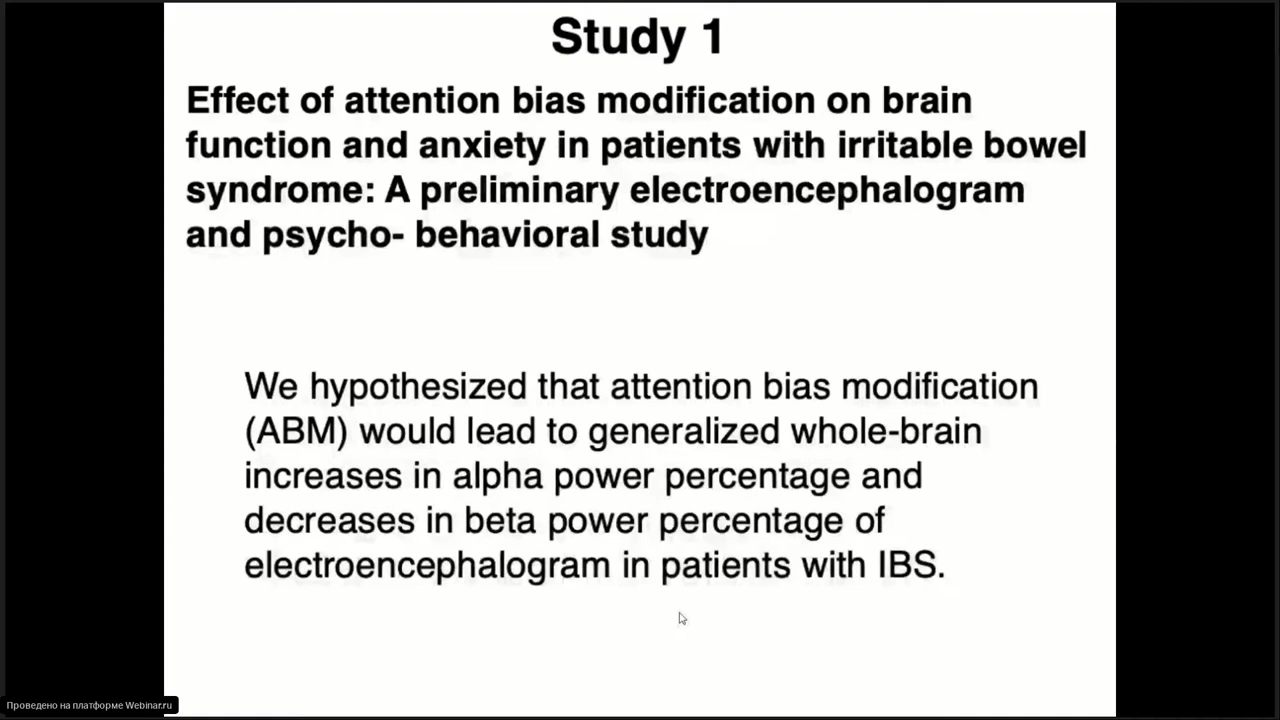 Study 1
Effect of attention bias modification on brain
function and anxiety in patients with irritable bowel
syndrome: A preliminary electroencephalogram
and psycho- behavioral study
We hypothesized that attention bias modification
(ABM) would lead to generalized whole-brain
increases in alpha power percentage and
decreases in beta power percentage of
electroencephalogram in patients with IBS.
Проведено на платформе Webinar.ru